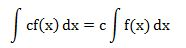 ∫ cf(x) dx = c ∫ f(x) dx